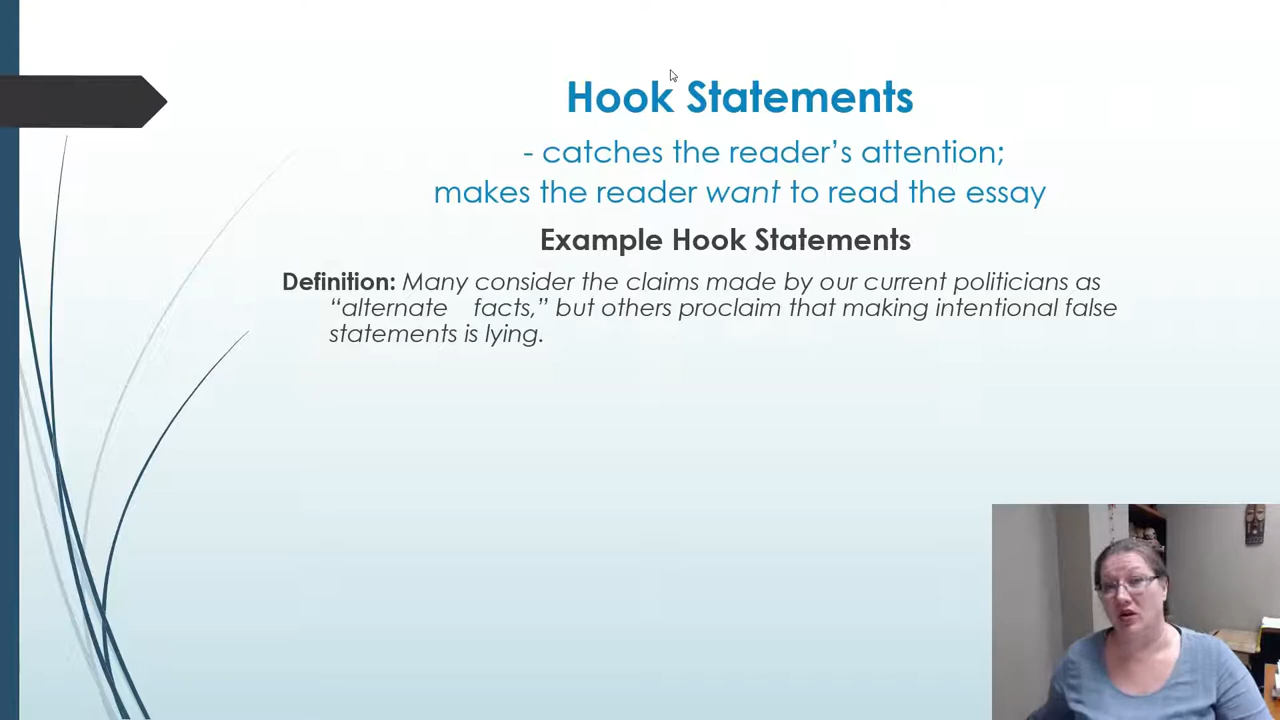 Hook Statements
- catches the reader’s attention;
makes the reader want to read the essay
Example Hook Statements
Definition: Many consider the claims made by our current politicians as
“alternate facts,” but others proclaim that making intentional false
statements is lying.